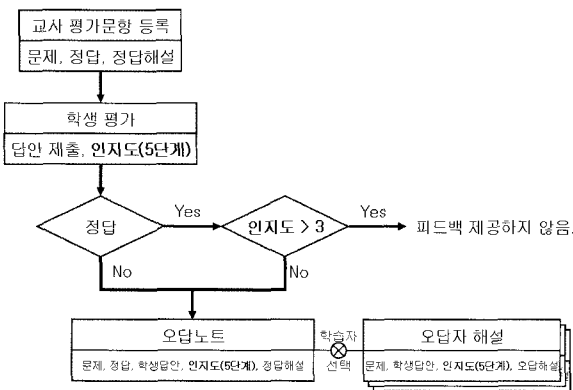 교사 평가문항 등록
문제, 정답, 정답해설
학생 평가
답안 제출, 인지도(5단계)
정답
Yes
인지도 > 3
Yes
피드백 제공하지 않음.
No
No
오답노트
문제, 정답, 학생답안, 인지도(5단계), 정답해설
학습자
선택
오답자 해설
문제, 학생답안, 인지도(5단계), 오답해설